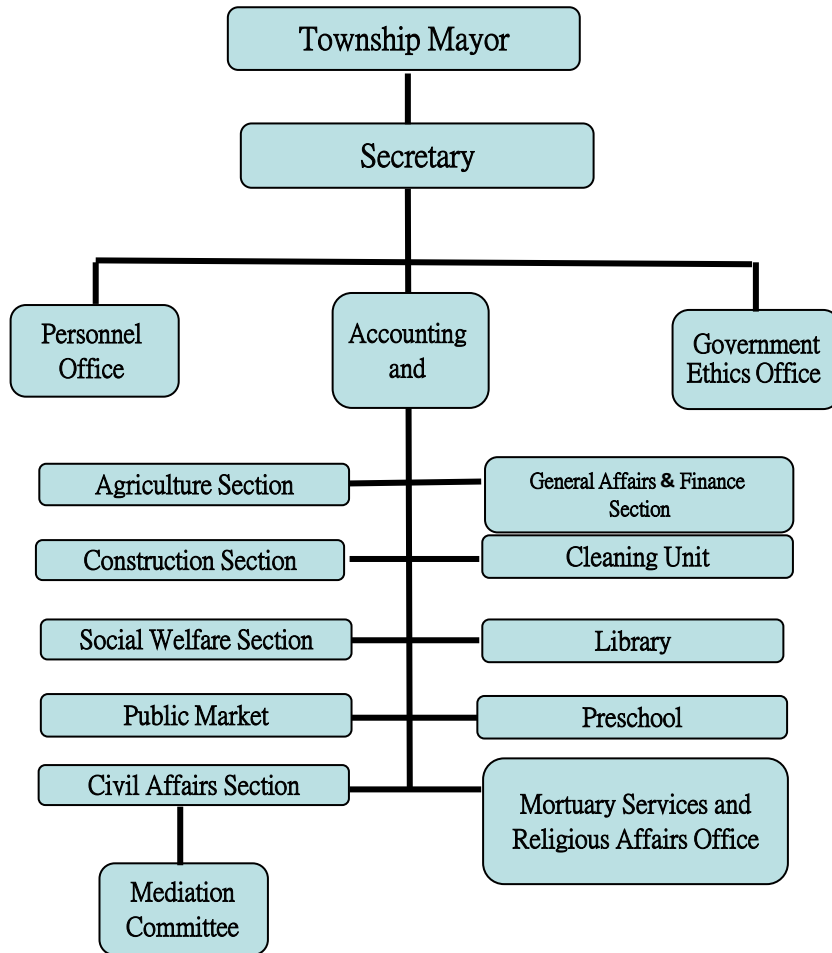 Township Mayor
Secretary
Personnel
Office
Accounting
and
Government
Ethics Office
Agriculture Section
General Affairs & Finance
Section
Construction Section
Cleaning Unit
Social Welfare Section
Library
Public Market
Preschool
Civil Affairs Section
Mortuary Services and
Religious Affairs Office
Mediation
Committee